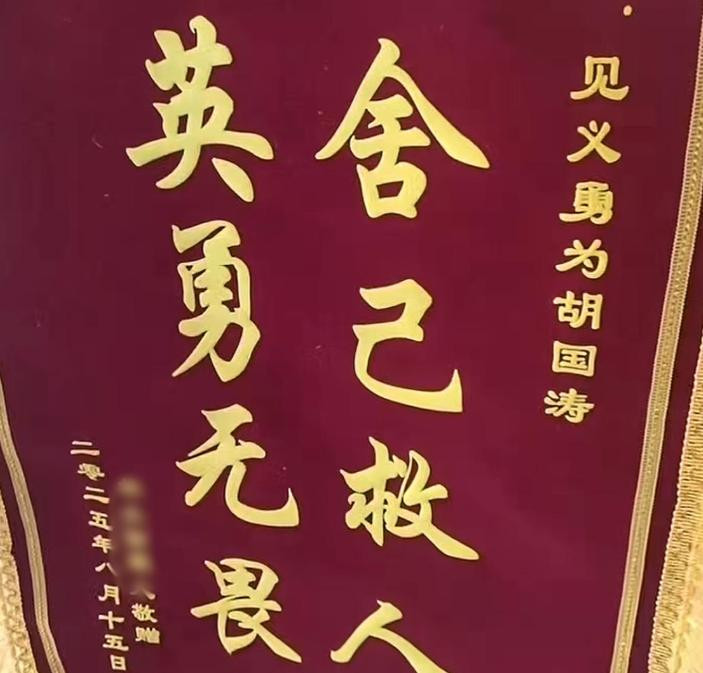 见义勇为胡国涛
舍己救人
英勇无畏
人敬赠
二零二五年八月十五日